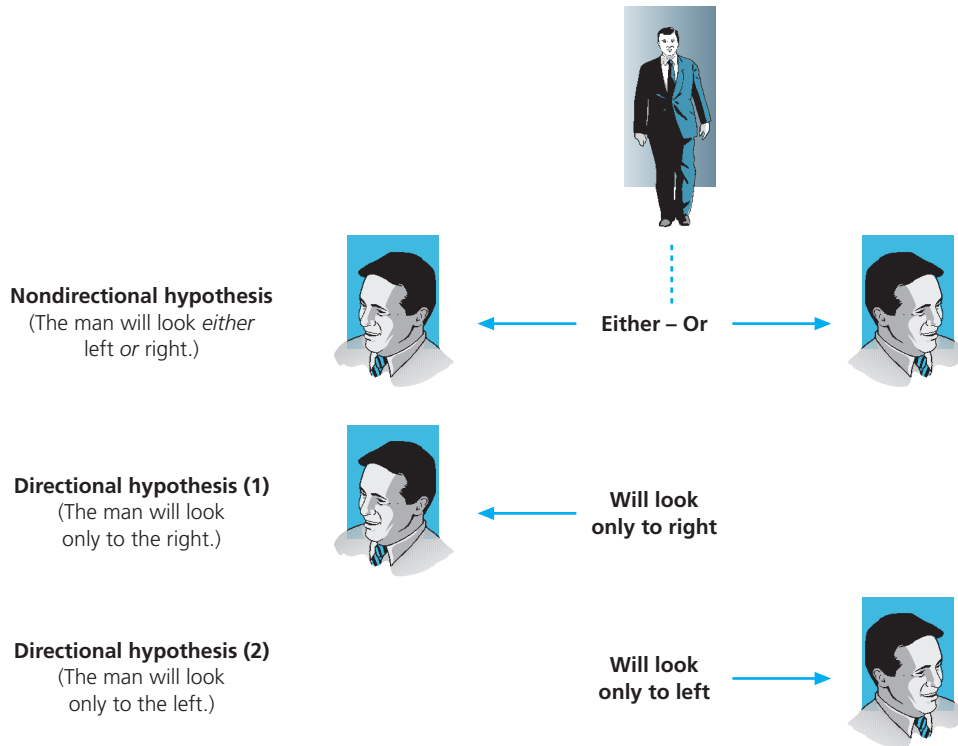 Nondirectional hypothesis
(The man will look either
left or right.)
Either – Or
Directional hypothesis (1)
(The man will look
only to the right.)
Will look
only to right
Directional hypothesis (2)
(The man will look
only to the left.)
Will look
only to left